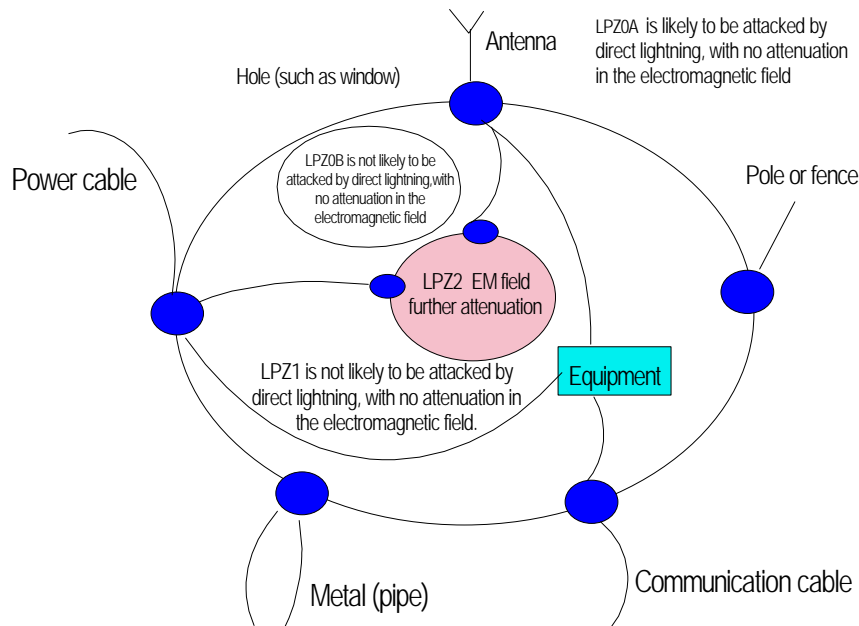 Antenna
LPZ0A is likely to be attacked by
direct lightning, with no attenuation
in the electromagnetic field
Hole (such as window)
Power cable
LPZ0B is not likely to be
attacked by direct lightning,with
no attenuation in the
electromagnetic field
Pole or fence
LPZ2 EM field
further attenuation
LPZ1 is not likely to be attacked by
direct lightning, with no attenuation in
the electromagnetic field.
Equipment
Metal (pipe)
Communication cable